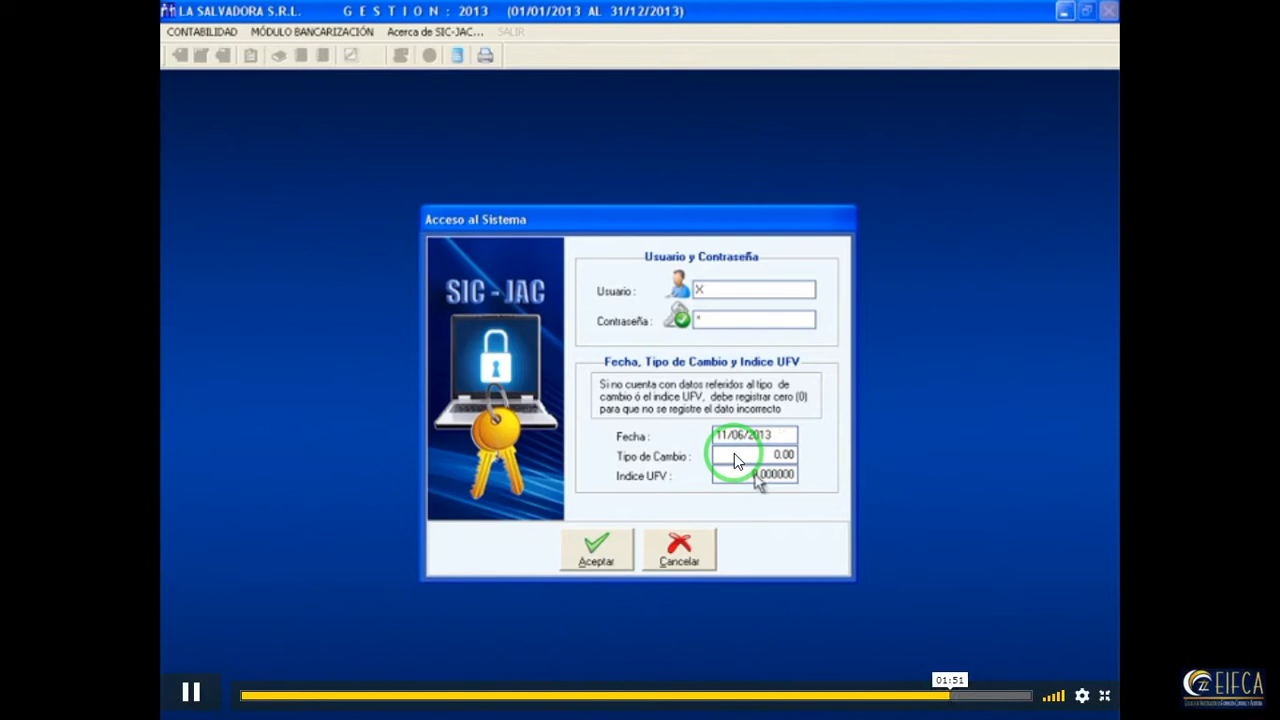 LA SALVADORA S.R.L. G E S T I O N : 2013 (01/01/2013 AL 31/12/2013)
CONTABILIDAD MÓDULO BANCARIZACIÓN Acerca de SIC-JAC... SALIR
Acceso al Sistema
SIC - JAC
Usuario y Contraseña
Usuario : X
Contraseña : *
Fecha, Tipo de Cambio y Indice UFV
Si no cuenta con datos referidos al tipo de
cambio ó el indice UFV, debe registrar cero (0)
para que no se registre el dato incorrecto
Fecha : 11/06/2013
Tipo de Cambio : 0.00
Indice UFV : 0.000000
Aceptar Cancelar
01:51
EIFCA